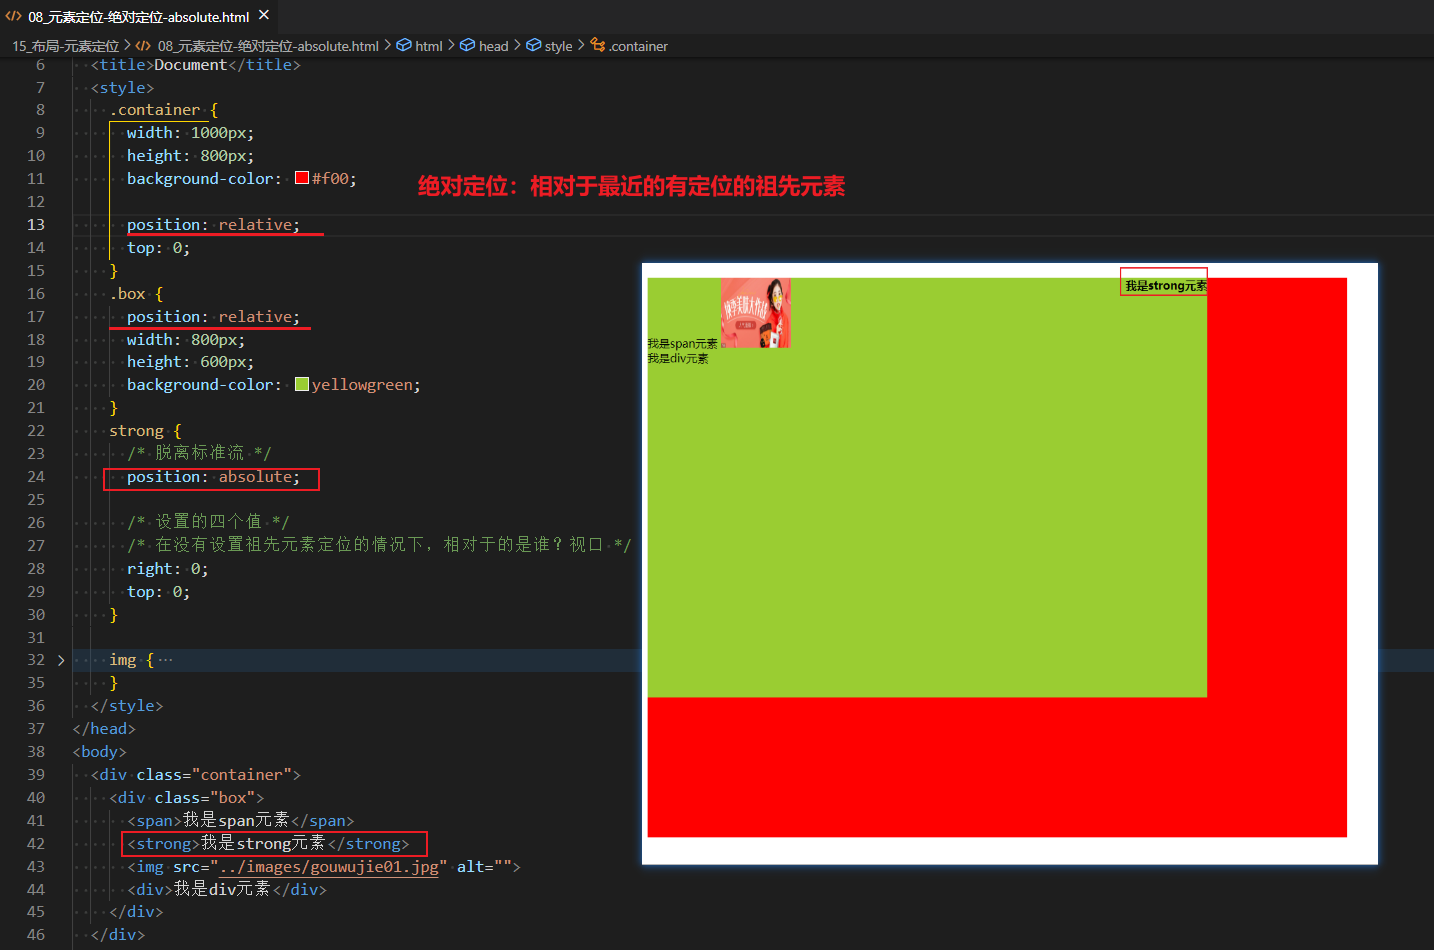 08_元素定位-绝对定位-absolute.html ×
15_布局-元素定位 > 08_元素定位-绝对定位-absolute.html > html > head > style > .container
6 <title>Document</title>
7 <style>
8 .container {
9 width: 1000px;
10 height: 800px;
11 background-color: #f00;
绝对定位：相对于最近的有定位的祖先元素
12
13 position: relative;
14 top: 0;
15 }
16 .box {
17 position: relative;
18 width: 800px;
19 height: 600px;
20 background-color: yellowgreen;
21 }
22 strong {
23 /* 脱离标准流 */
24 position: absolute;
25
26 /* 设置的四个值 */
27 /* 在没有设置祖先元素定位的情况下，相对于的是谁？视口 */
28 right: 0;
29 top: 0;
30 }
31
32 img {…
35 }
36 </style>
37 </head>
38 <body>
39 <div class="container">
40 <div class="box">
41 <span>我是span元素</span>
42 <strong>我是strong元素</strong>
43 <img src="../images/gouwujie01.jpg" alt="">
44 <div>我是div元素</div>
45 </div>
46 </div>
我是strong元素
我是span元素
我是div元素